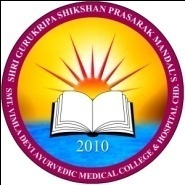 SHRI GURUKRIPA SHIKSHAN PRASARAK MANDAL'S
SMT. VIMLA DEVI AYURVEDIC MEDICAL COLLEGE & HOSPITAL CHD.
2010